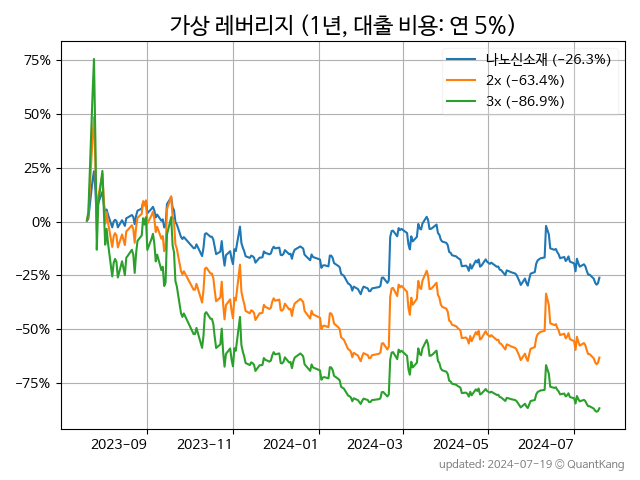 가상 레버리지 (1년, 대출 비용: 연 5%)
나노신소재 (−26.3%)
2x (−63.4%)
3x (−86.9%)
75%
50%
25%
0%
−25%
−50%
−75%
2023-09 2023-11 2024-01 2024-03 2024-05 2024-07
updated: 2024-07-19 © QuantKang